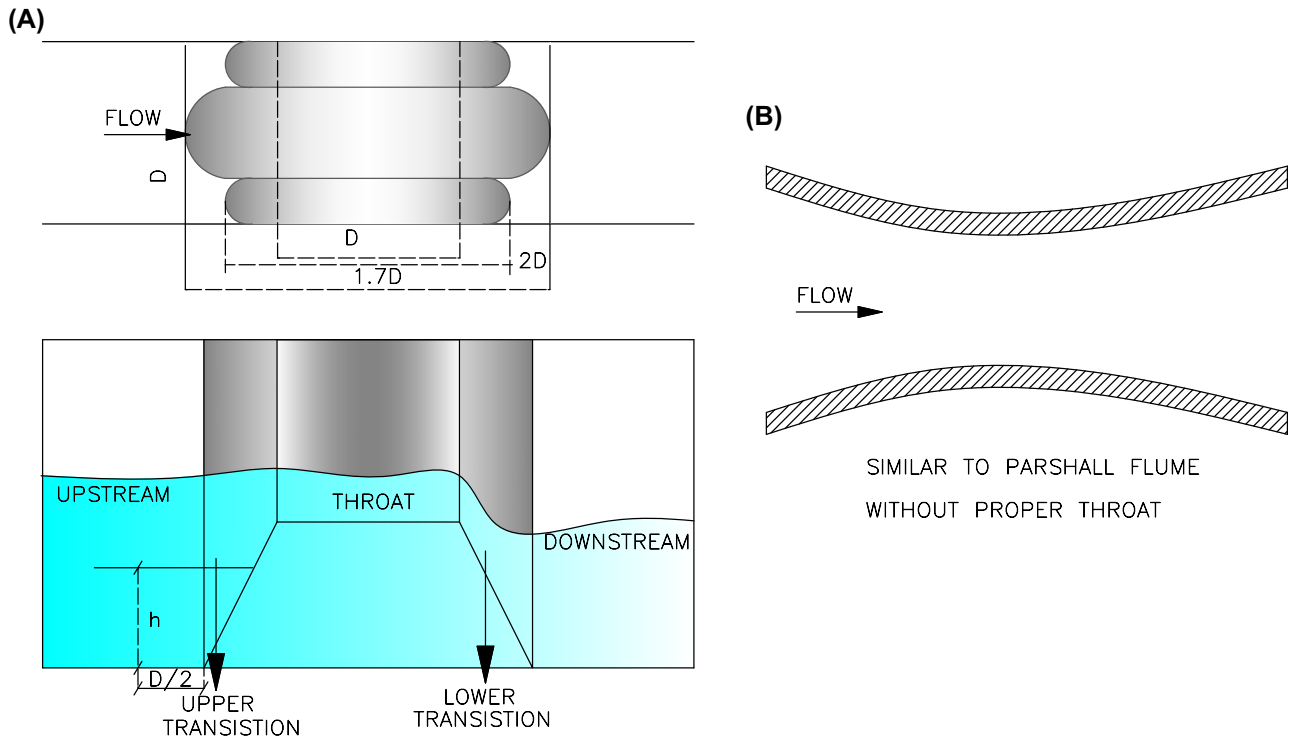 (A)
FLOW
D
D
2D
1.7D
UPSTREAM
THROAT
DOWNSTREAM
h
D/2
UPPER
TRANSISTION
LOWER
TRANSISTION
(B)
FLOW
SIMILAR TO PARSHALL FLUME
WITHOUT PROPER THROAT